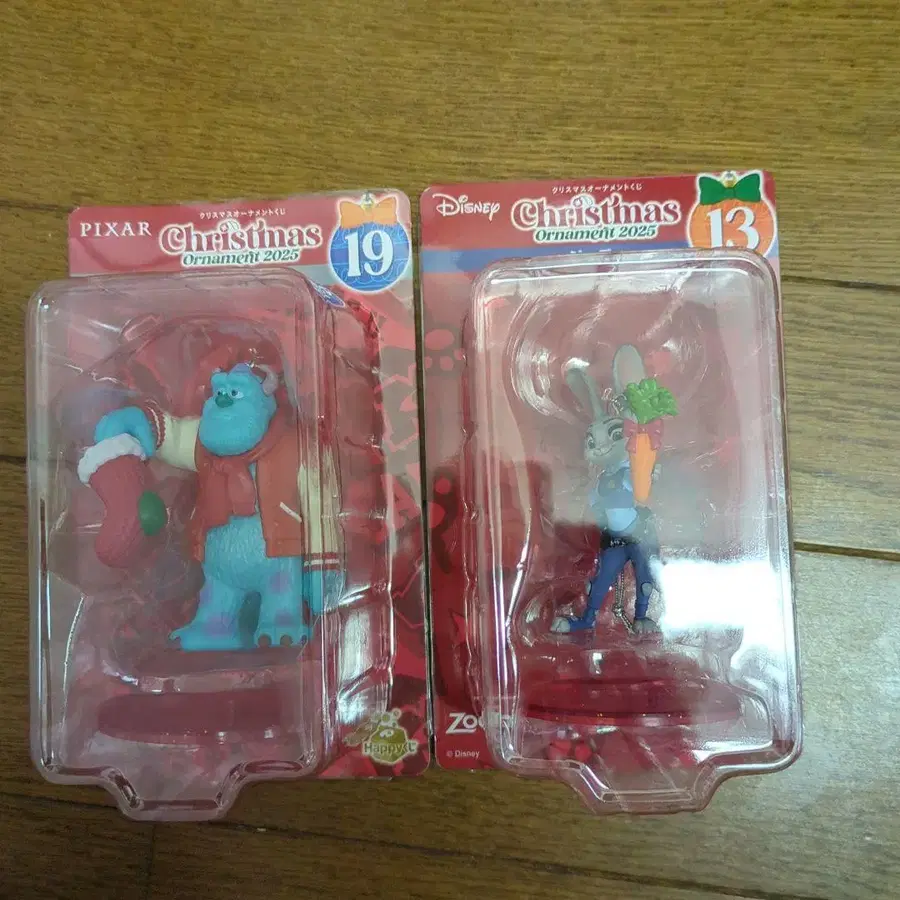 PIXAR
クリスマスオーナメントくじ
Christmas
Ornament 2025
19
Happyくじ
Disney
クリスマスオーナメントくじ
Christmas
Ornament 2025
13
© Disney